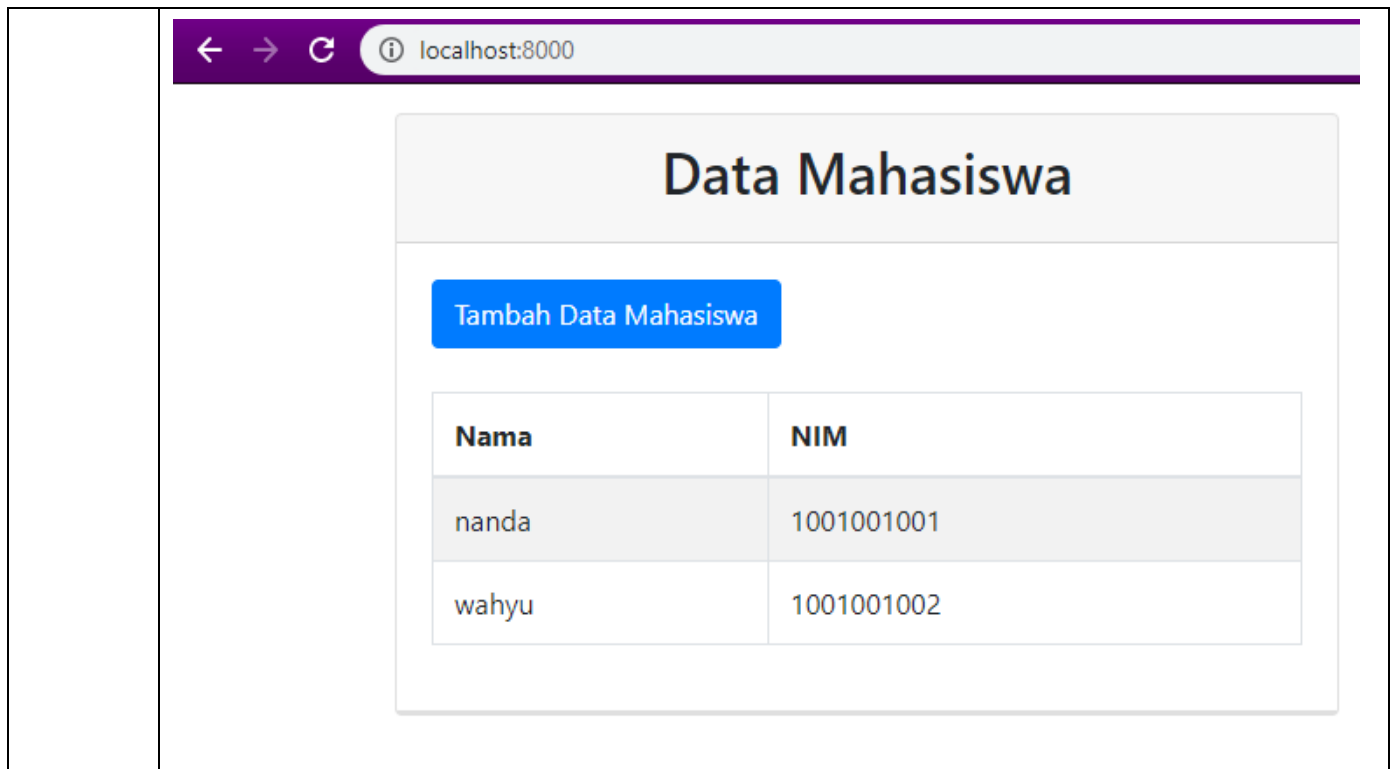 localhost:8000
Data Mahasiswa
Tambah Data Mahasiswa
Nama NIM
nanda 1001001001
wahyu 1001001002